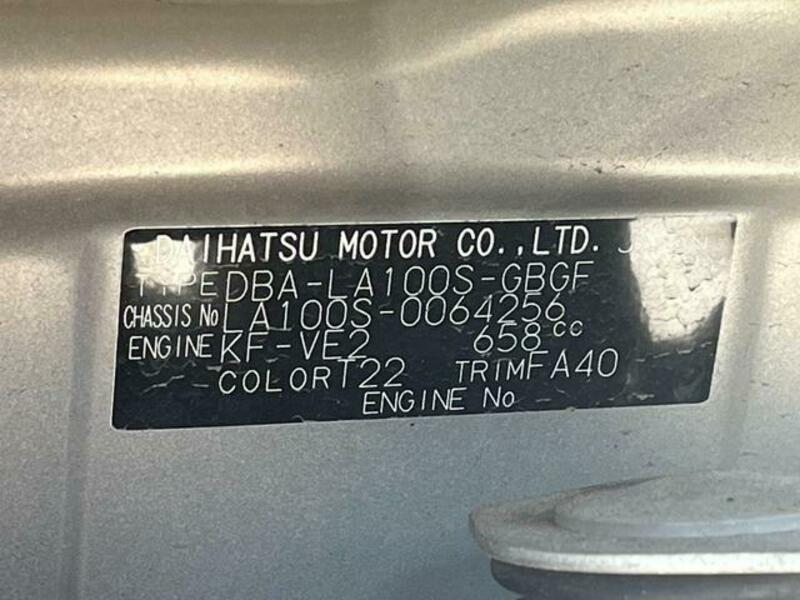 DAIHATSU MOTOR CO.,LTD. JAPAN
TYPE DBA-LA100S-GBGF
CHASSIS No LA100S-0064256
ENGINE KF-VE2 658cc
COLOR T22 TRIM FA40
ENGINE No